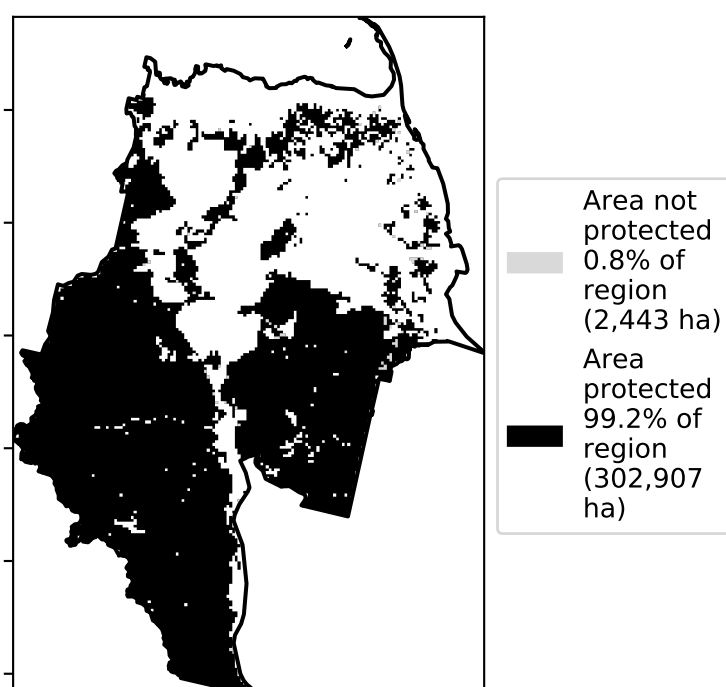 Area not
protected
0.8% of
region
(2,443 ha)
Area
protected
99.2% of
region
(302,907
ha)